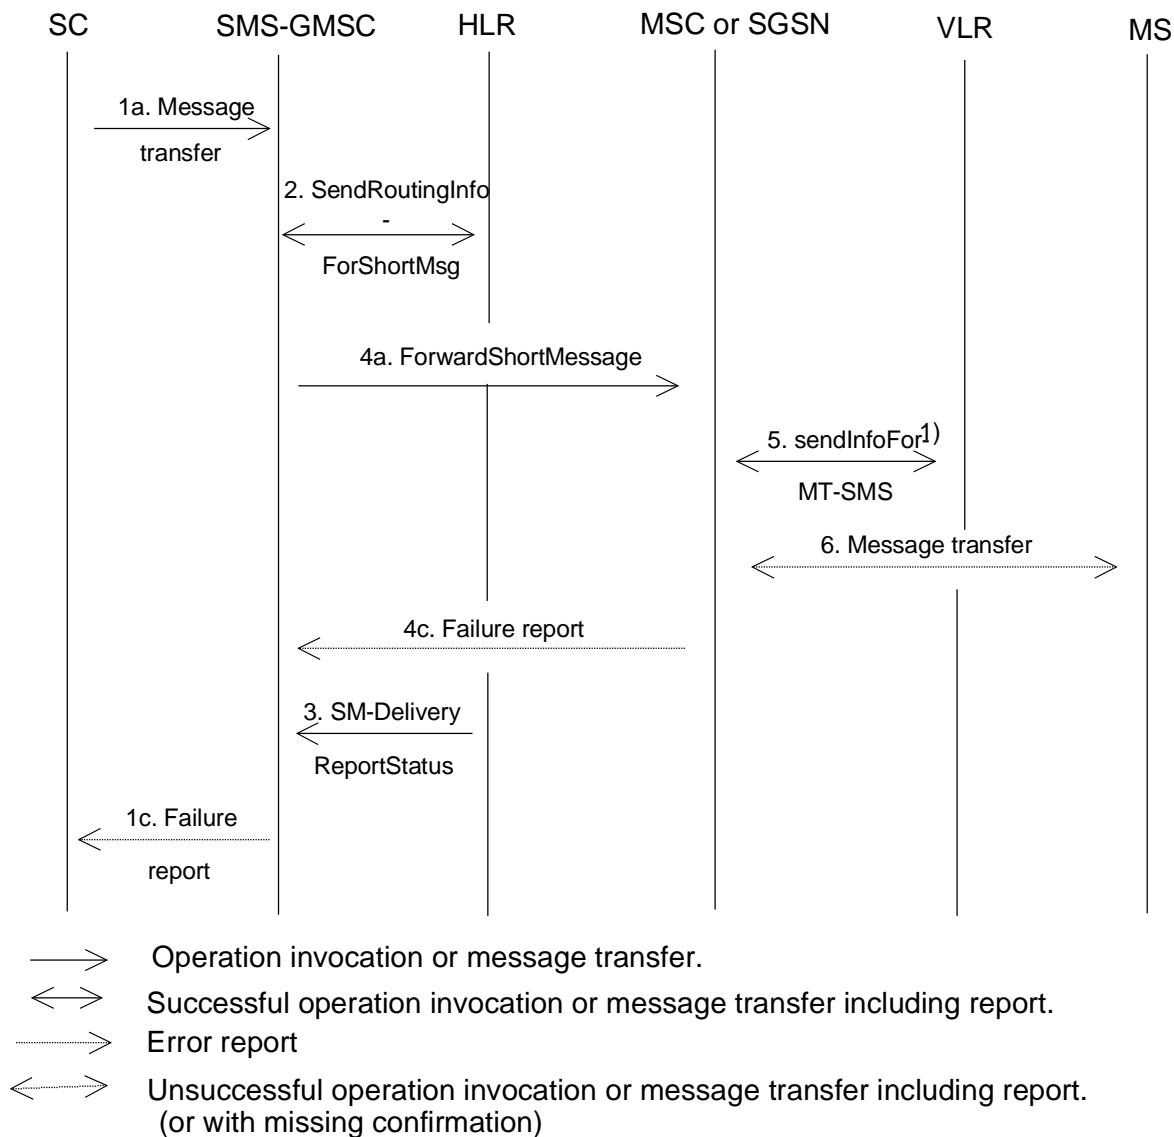 SC SMS-GMSC HLR MSC or SGSN VLR MS
1a. Message
transfer
2. SendRoutingInfo
-
ForShortMsg
4a. ForwardShortMessage
5. sendInfoFor- 1)
MT-SMS
6. Message transfer
4c. Failure report
3. SM-Delivery
ReportStatus
1c. Failure
report
Operation invocation or message transfer.
Successful operation invocation or message transfer including report.
Error report
Unsuccessful operation invocation or message transfer including report.
(or with missing confirmation)